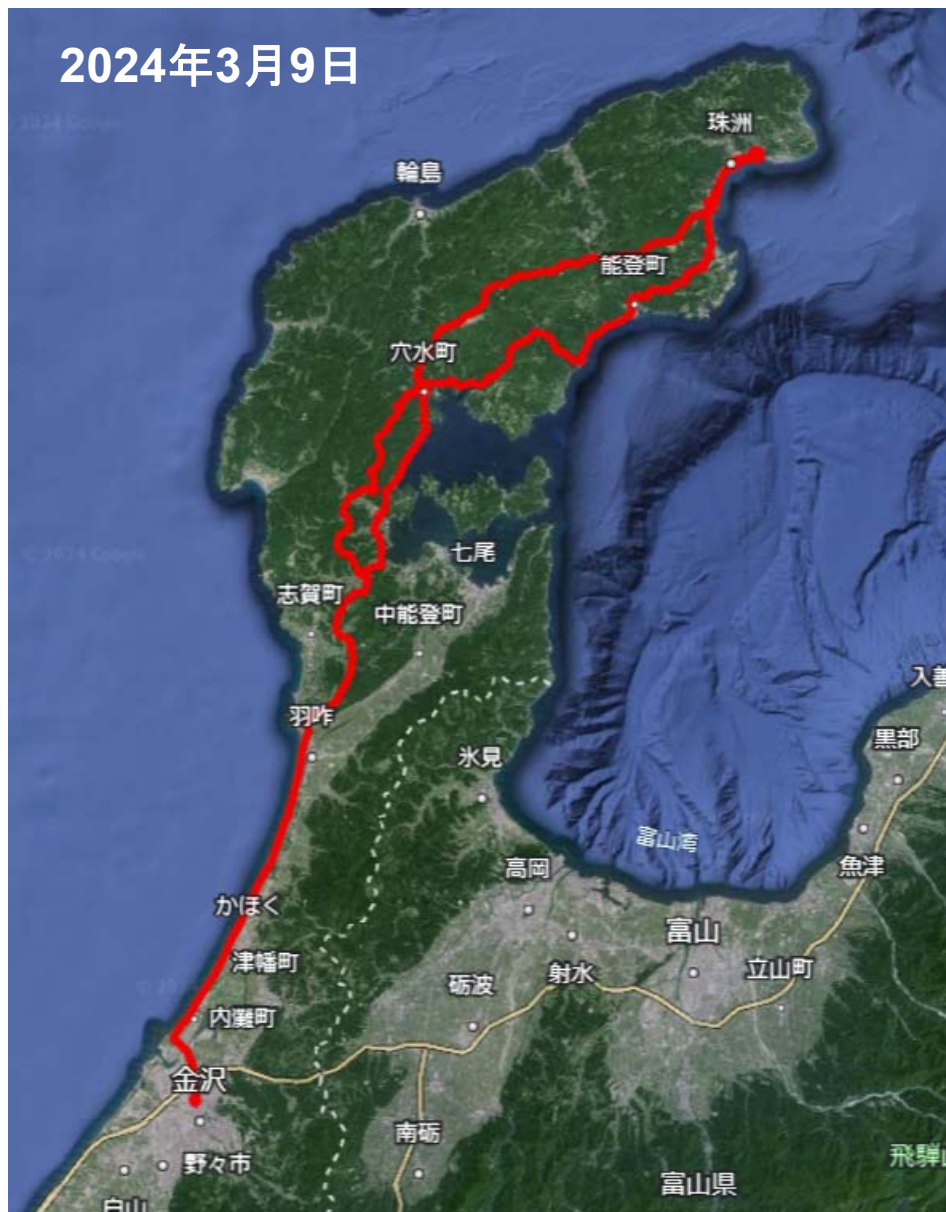 2024年3月9日
珠洲
輪島
能登町
穴水町
七尾
志賀町
中能登町
入善
羽咋
黒部
氷見
富山湾
魚津
高岡
かほく
富山
津幡町
立山町
射水
砺波
内灘町
金沢
南砺
野々市
飛騨山
富山県
白山